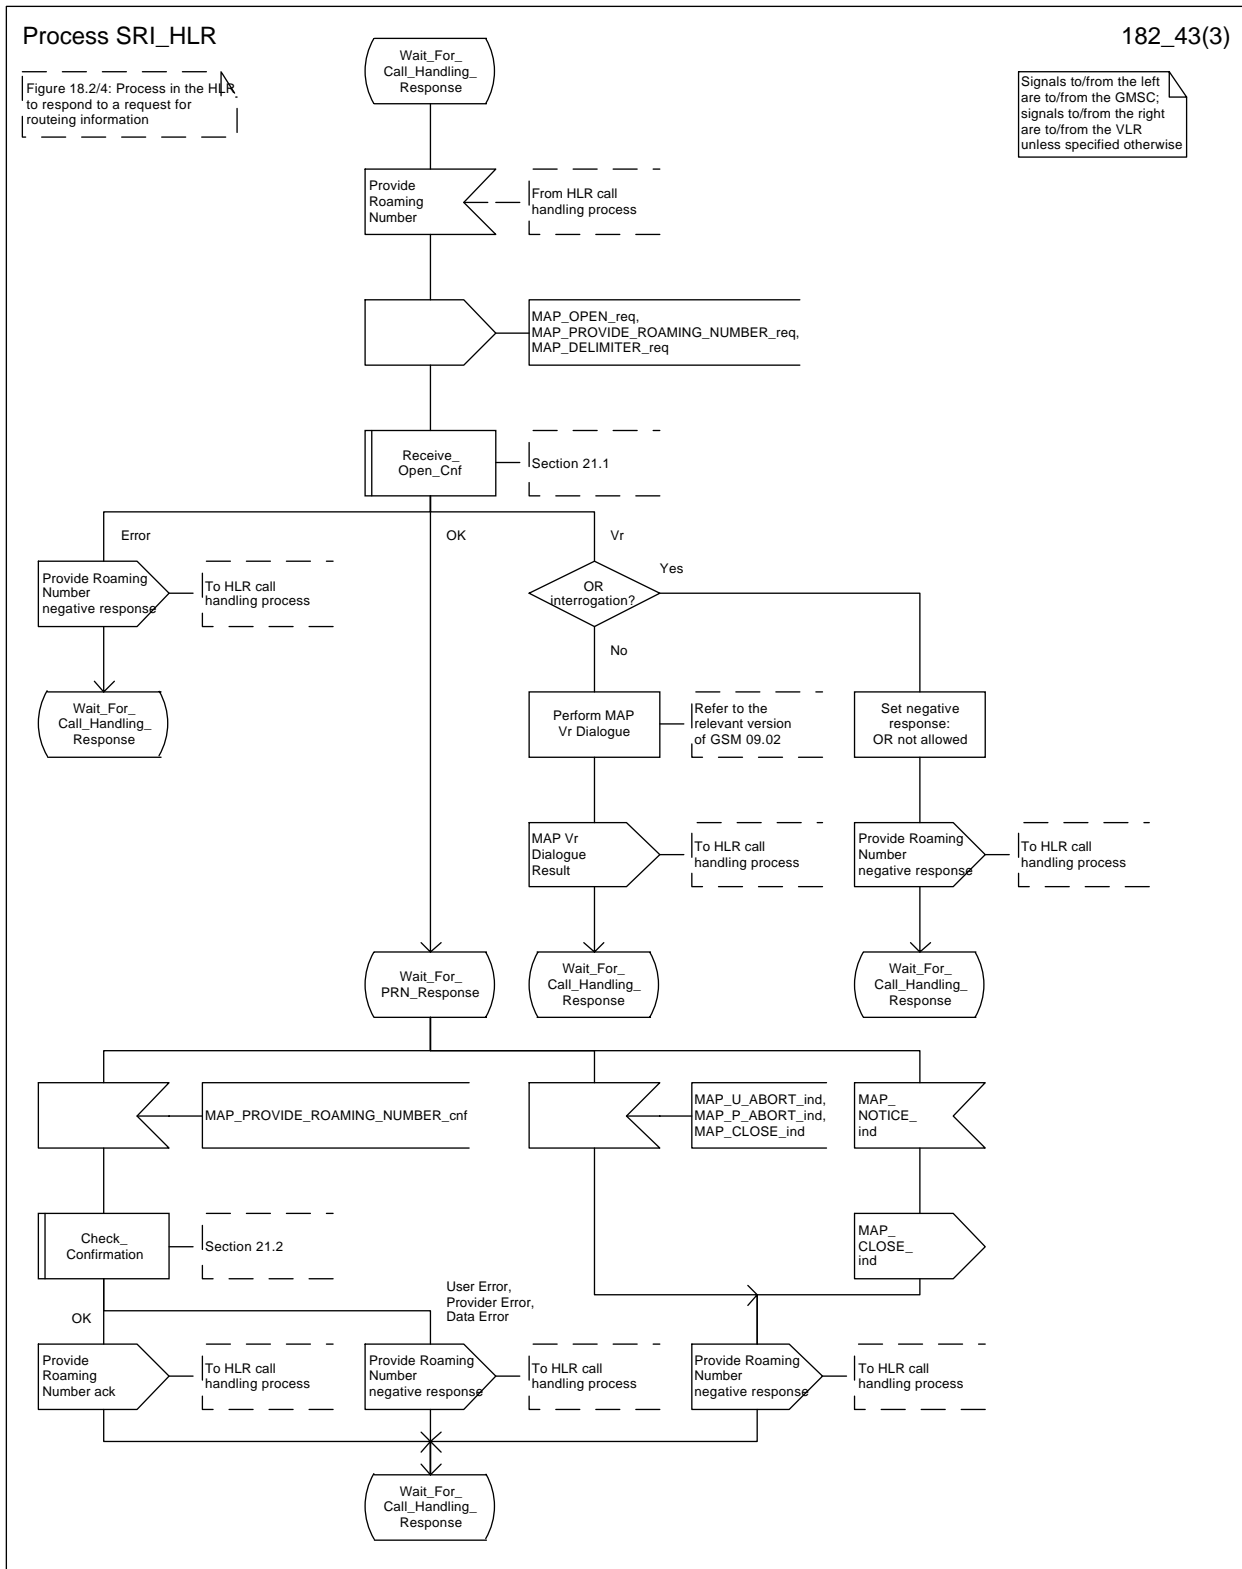 Process SRI_HLR
182_43(3)
Figure 18.2/4: Process in the HLR
to respond to a request for
routeing information
Wait_For_
Call_Handling_
Response
Signals to/from the left
are to/from the GMSC;
signals to/from the right
are to/from the VLR
unless specified otherwise
Provide
Roaming
Number
From HLR call
handling process
MAP_OPEN_req,
MAP_PROVIDE_ROAMING_NUMBER_req,
MAP_DELIMITER_req
Receive_
Open_Cnf
Section 21.1
Error
OK
Vr
Provide Roaming
Number
negative response
To HLR call
handling process
OR
interrogation?
Yes
No
Wait_For_
Call_Handling_
Response
Perform MAP
Vr Dialogue
Refer to the
relevant version
of GSM 09.02
Set negative
response:
OR not allowed
MAP Vr
Dialogue
Result
To HLR call
handling process
Provide Roaming
Number
negative response
To HLR call
handling process
Wait_For_
PRN_Response
Wait_For_
Call_Handling_
Response
Wait_For_
Call_Handling_
Response
MAP_PROVIDE_ROAMING_NUMBER_cnf
MAP_U_ABORT_ind,
MAP_P_ABORT_ind,
MAP_CLOSE_ind
MAP_
NOTICE_
ind
Check_
Confirmation
Section 21.2
MAP_
CLOSE_
ind
OK
User Error,
Provider Error,
Data Error
Provide
Roaming
Number ack
To HLR call
handling process
Provide Roaming
Number
negative response
To HLR call
handling process
Provide Roaming
Number
negative response
To HLR call
handling process
Wait_For_
Call_Handling_
Response